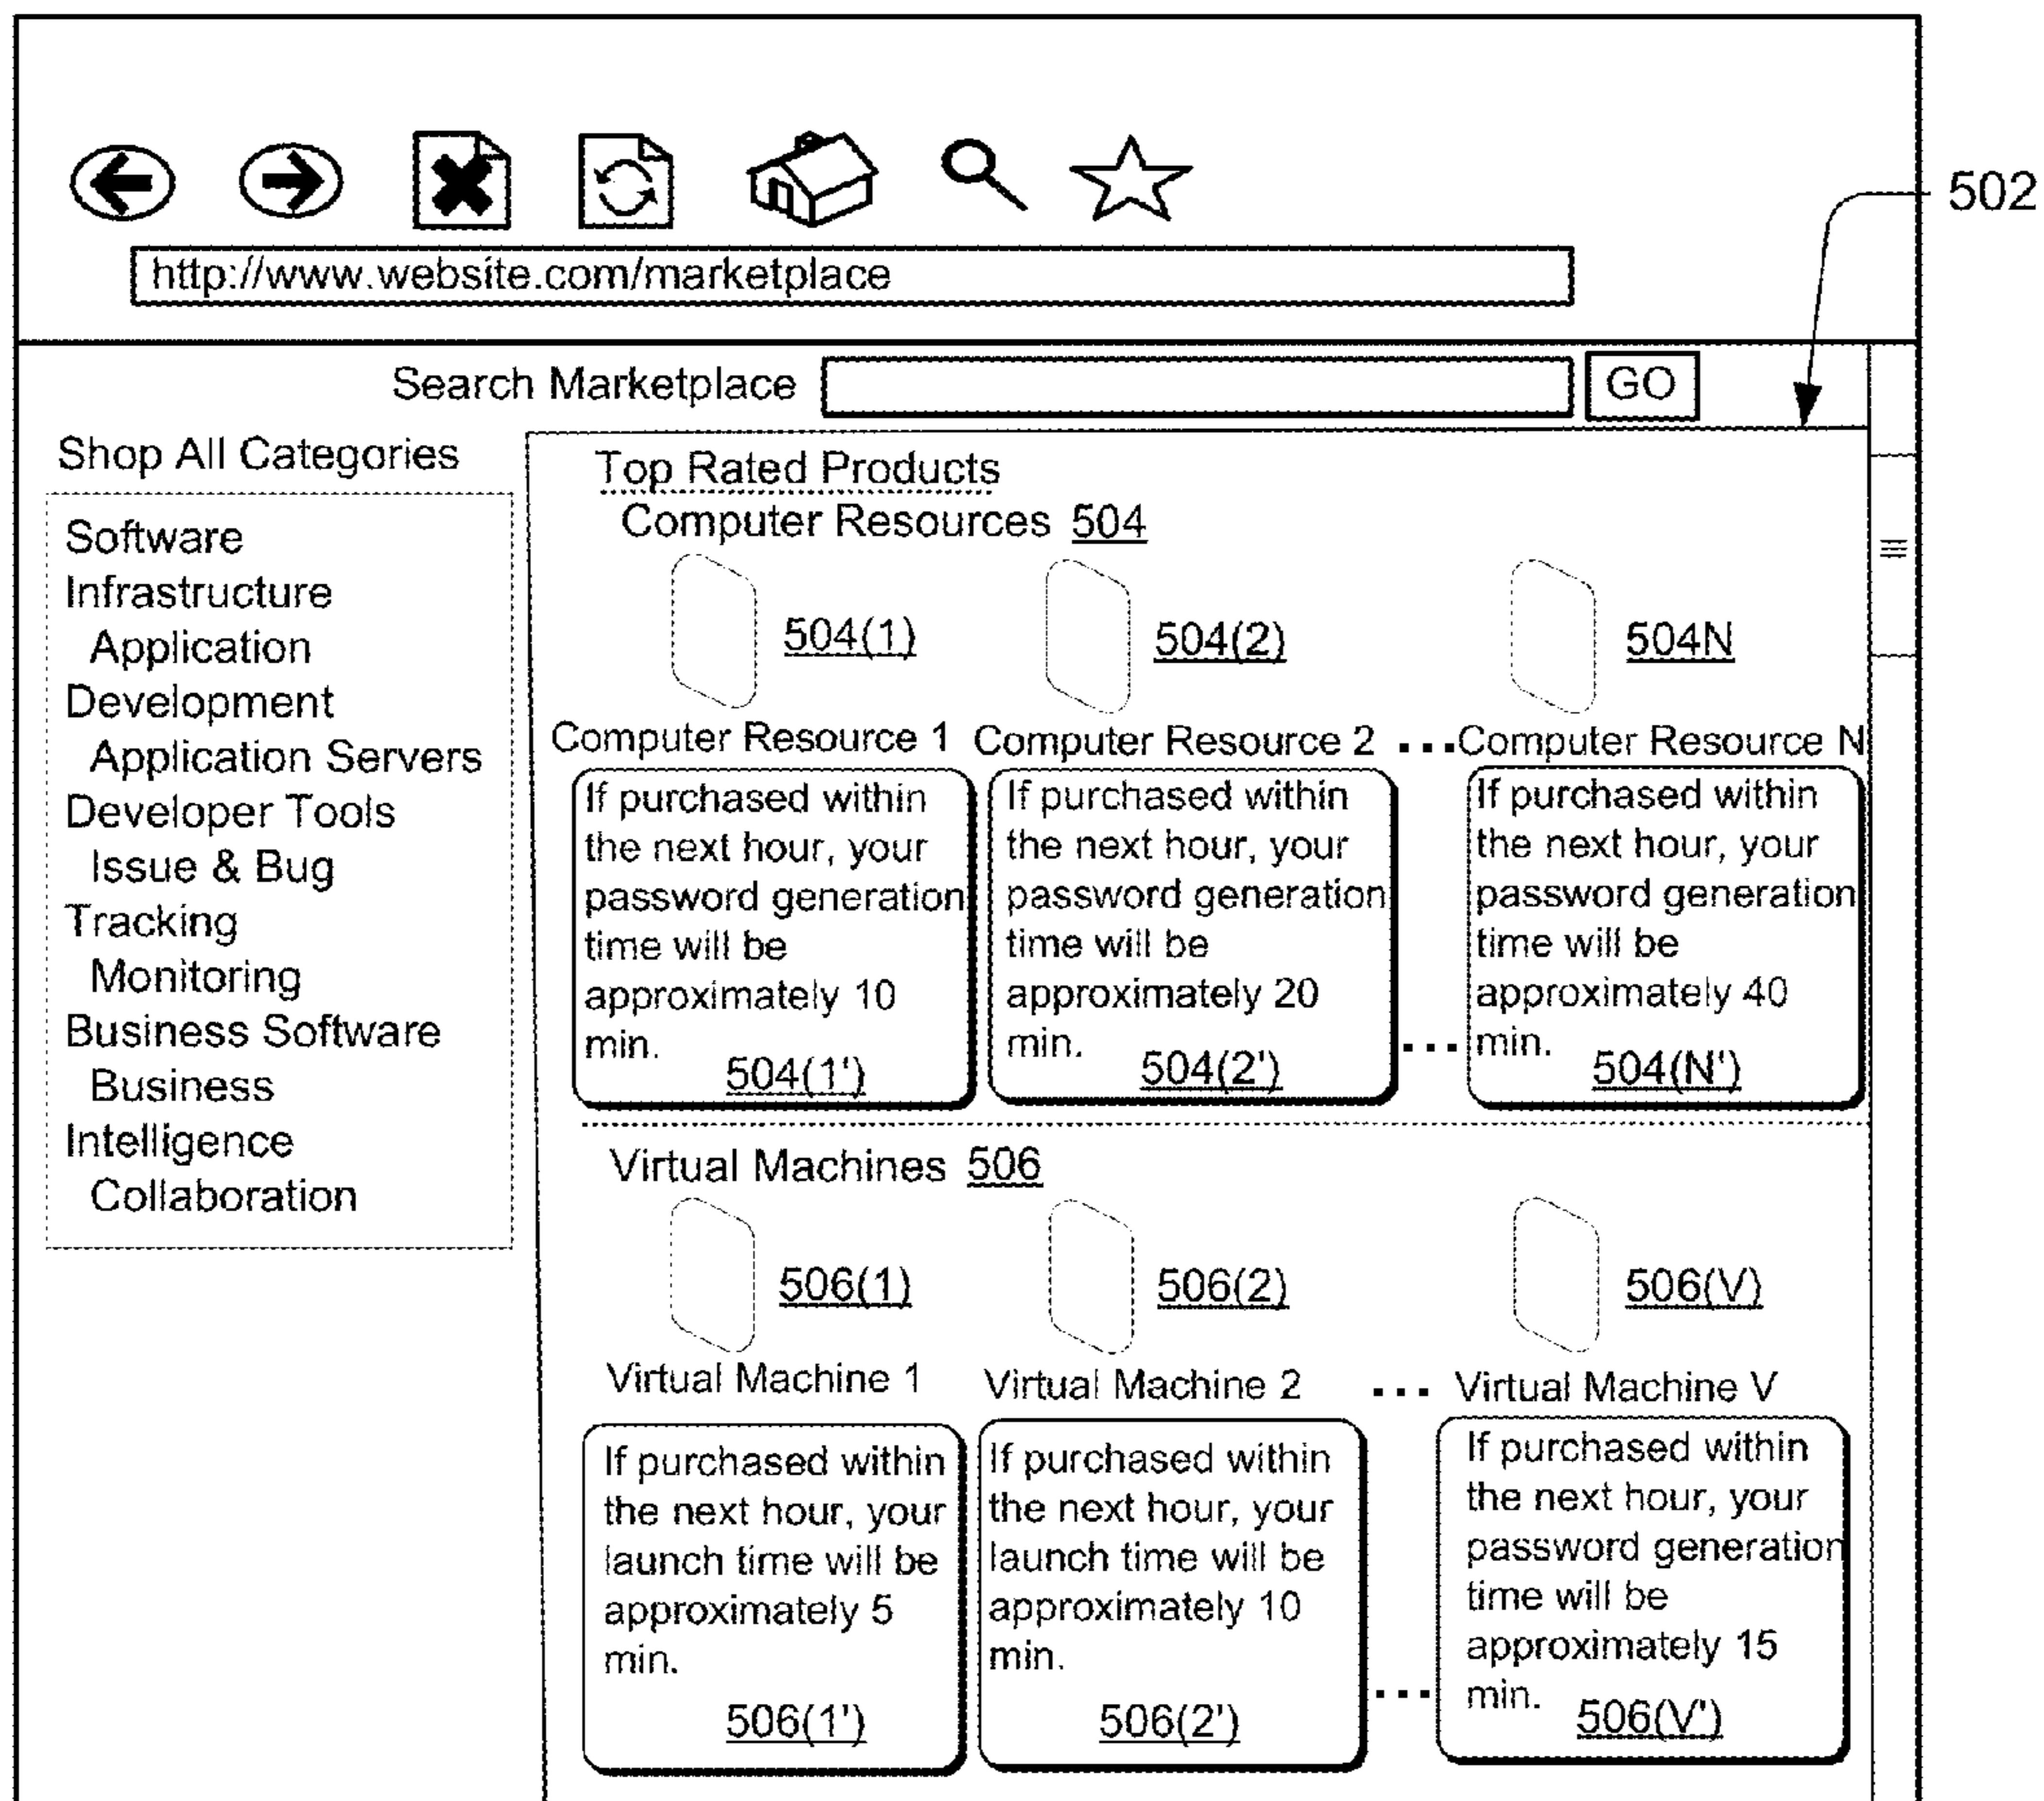 502
http://www.website.com/marketplace
Search Marketplace GO
Shop All Categories
Software
Infrastructure
Application
Development
Application Servers
Developer Tools
Issue & Bug
Tracking
Monitoring
Business Software
Business
Intelligence
Collaboration
Top Rated Products
Computer Resources 504
504(1) 504(2) 504N
Computer Resource 1 Computer Resource 2 ... Computer Resource N
If purchased within
the next hour, your
password generation
time will be
approximately 10
min.
504(1')
If purchased within
the next hour, your
password generation
time will be
approximately 20
min.
504(2')
...
If purchased within
the next hour, your
password generation
time will be
approximately 40
min.
504(N')
Virtual Machines 506
506(1) 506(2) 506(V)
Virtual Machine 1 Virtual Machine 2 ... Virtual Machine V
If purchased within
the next hour, your
launch time will be
approximately 5
min.
506(1')
If purchased within
the next hour, your
launch time will be
approximately 10
min.
506(2')
...
If purchased within
the next hour, your
password generation
time will be
approximately 15
min.
506(V')